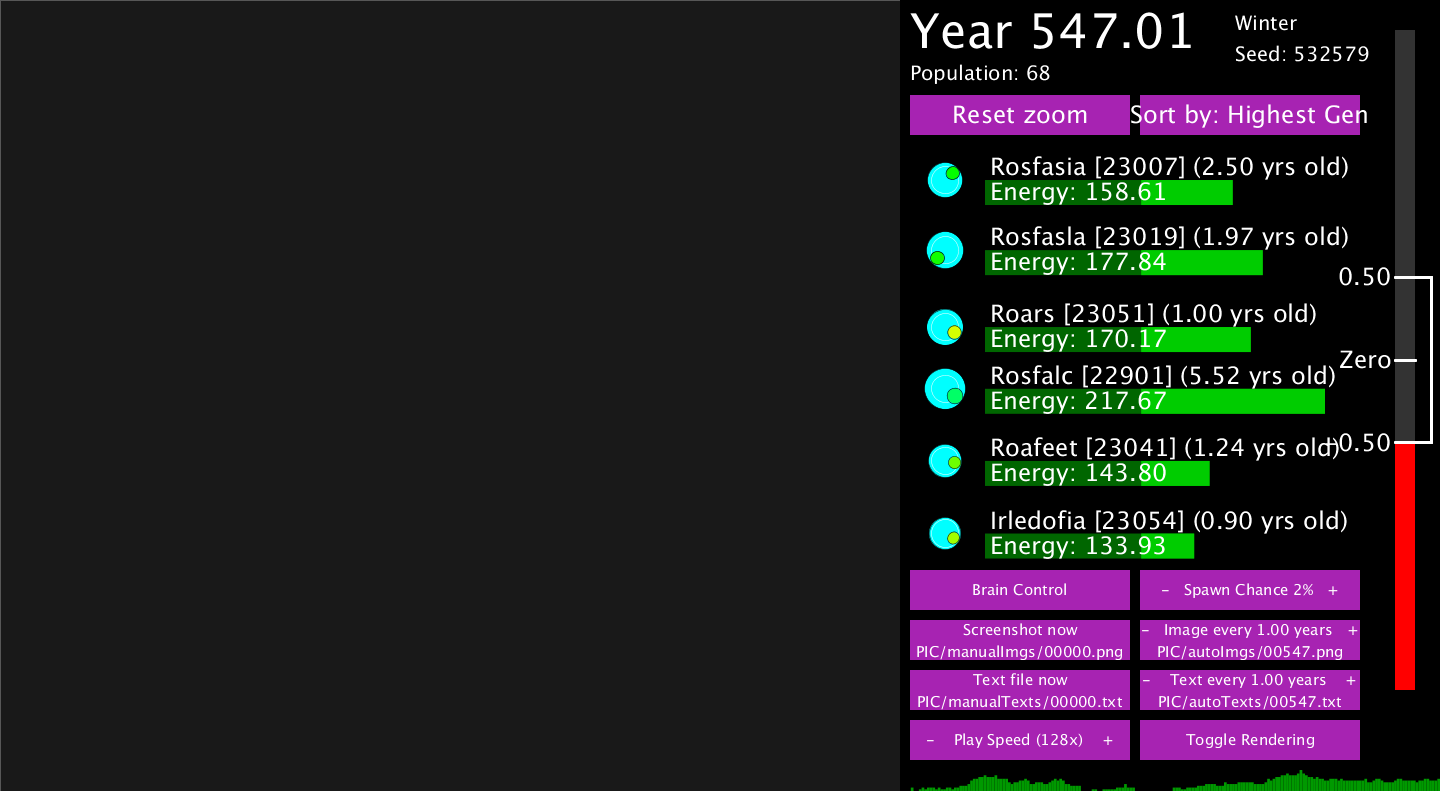 Year 547.01
Winter
Seed: 532579
Population: 68
Reset zoom
Sort by: Highest Gen
Rosfasia [23007] (2.50 yrs old)
Energy: 158.61
Rosfasla [23019] (1.97 yrs old)
Energy: 177.84
0.50
Roars [23051] (1.00 yrs old)
Energy: 170.17
Zero
Rosfalc [22901] (5.52 yrs old)
Energy: 217.67
Roafeet [23041] (1.24 yrs old)
-0.50
Energy: 143.80
Irledofia [23054] (0.90 yrs old)
Energy: 133.93
Brain Control
- Spawn Chance 2% +
Screenshot now
PIC/manualImgs/00000.png
- Image every 1.00 years +
PIC/autoImgs/00547.png
Text file now
PIC/manualTexts/00000.txt
- Text every 1.00 years +
PIC/autoTexts/00547.txt
- Play Speed (128x) +
Toggle Rendering